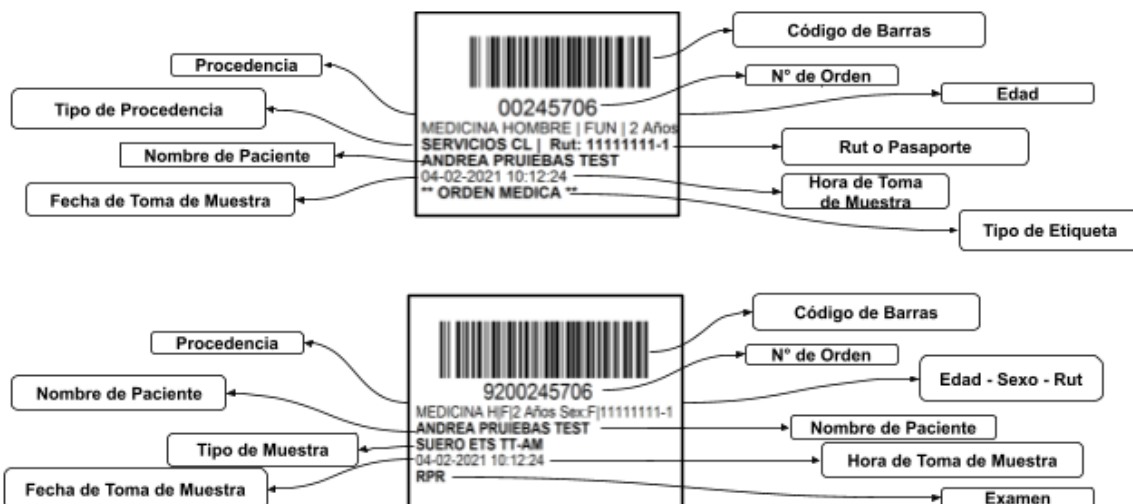 Código de Barras
Procedencia
N° de Orden
Edad
Tipo de Procedencia
00245706
MEDICINA HOMBRE | FUN | 2 Años
SERVICIOS CL | Rut: 11111111-1
Rut o Pasaporte
Nombre de Paciente
ANDREA PRUIEBAS TEST
04-02-2021 10:12:24
Hora de Toma
de Muestra
Fecha de Toma de Muestra
** ORDEN MEDICA **
Tipo de Etiqueta
Código de Barras
Procedencia
N° de Orden
Edad - Sexo - Rut
Nombre de Paciente
9200245706
MEDICINA H|F|2 Años Sex:F|11111111-1
ANDREA PRUIEBAS TEST
Nombre de Paciente
Tipo de Muestra
SUERO ETS TT-AM
04-02-2021 10:12:24
Hora de Toma de Muestra
Fecha de Toma de Muestra
RPR
Examen